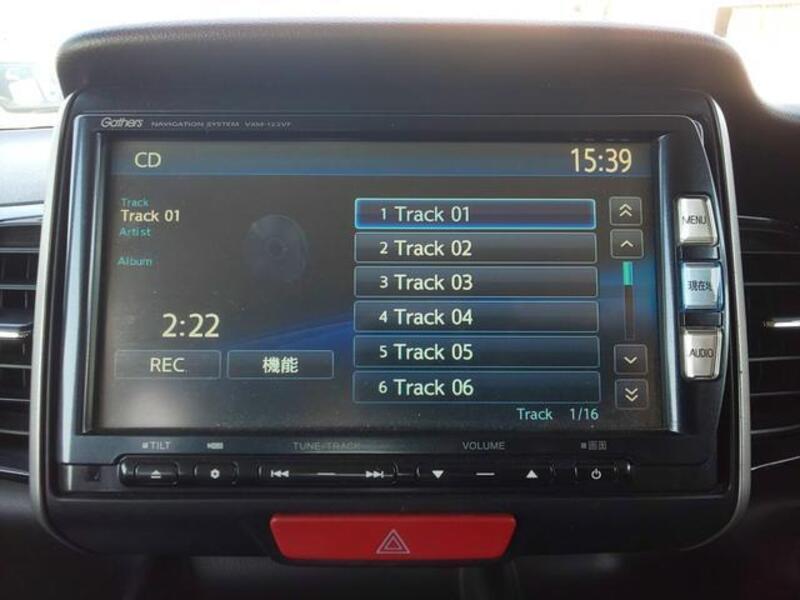 Gathers NAVIGATION SYSTEM VXM-122VF
CD
15:39
Track
Track 01
Artist
Album
2:22
REC
機能
1 Track 01
2 Track 02
3 Track 03
4 Track 04
5 Track 05
6 Track 06
Track 1/16
MENU
現在地
AUDIO
TILT
TUNE/TRACK
VOLUME
画面